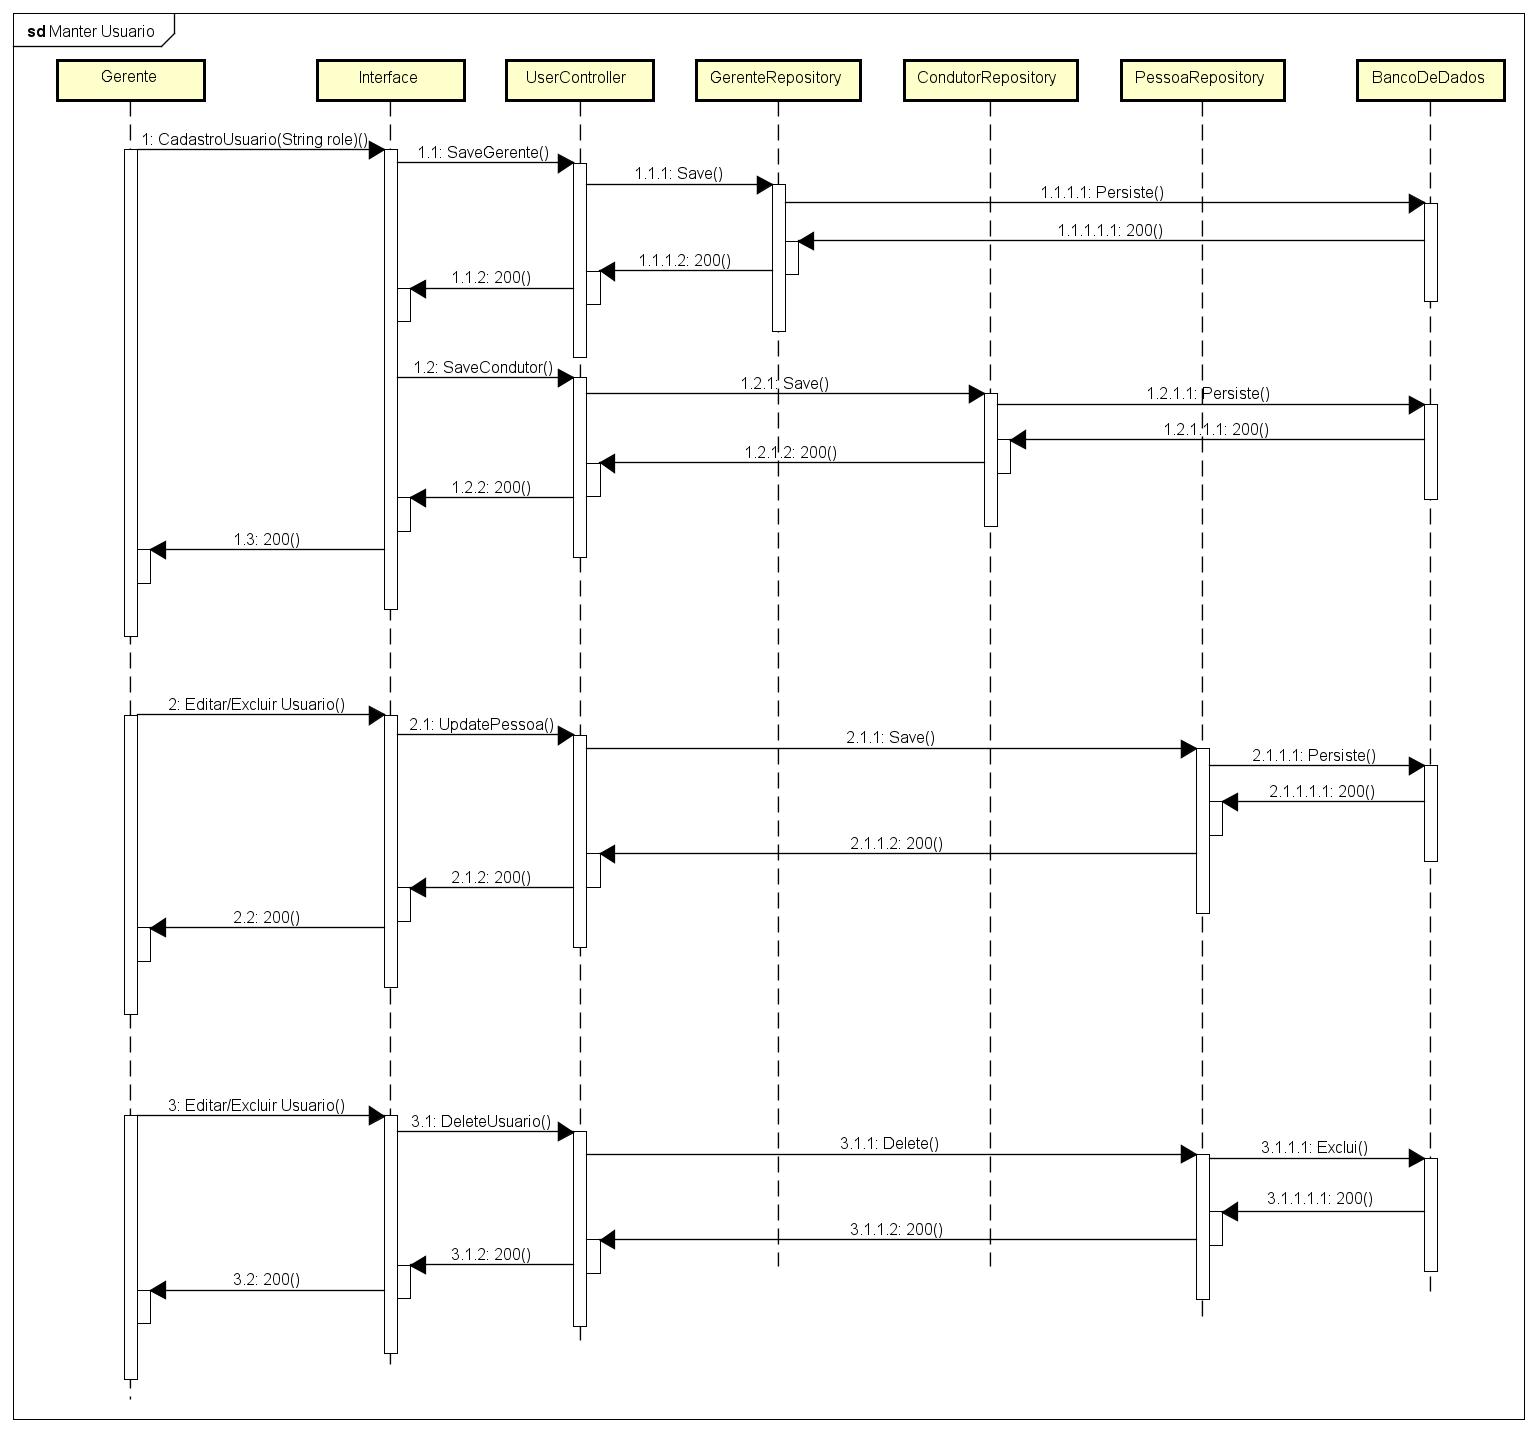 sd Manter Usuario
Gerente
Interface
UserController
GerenteRepository
CondutorRepository
PessoaRepository
BancoDeDados
1: CadastroUsuario(String role)()
1.1: SaveGerente()
1.1.1: Save()
1.1.1.1: Persiste()
1.1.1.1.1: 200()
1.1.1.2: 200()
1.1.2: 200()
1.2: SaveCondutor()
1.2.1: Save()
1.2.1.1: Persiste()
1.2.1.1.1: 200()
1.2.1.2: 200()
1.2.2: 200()
1.3: 200()
2: Editar/Excluir Usuario()
2.1: UpdatePessoa()
2.1.1: Save()
2.1.1.1: Persiste()
2.1.1.1.1: 200()
2.1.1.2: 200()
2.1.2: 200()
2.2: 200()
3: Editar/Excluir Usuario()
3.1: DeleteUsuario()
3.1.1: Delete()
3.1.1.1: Exclui()
3.1.1.1.1: 200()
3.1.1.2: 200()
3.1.2: 200()
3.2: 200()